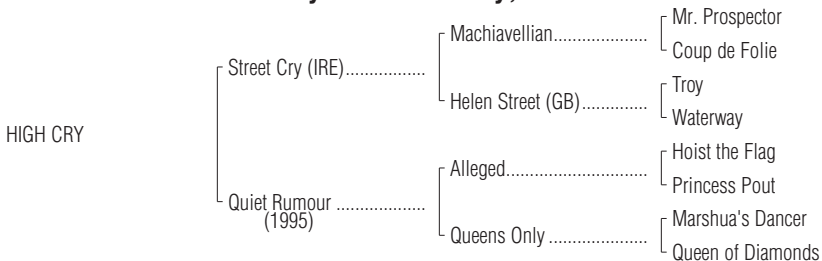 Mr. Prospector
Machiavellian....................
Coup de Folie
Street Cry (IRE).................
Troy
Helen Street (GB)..............
Waterway
HIGH CRY
Hoist the Flag
Alleged..............................
Princess Pout
Quiet Rumour ...................
(1995)
Marshua's Dancer
Queens Only .....................
Queen of Diamonds